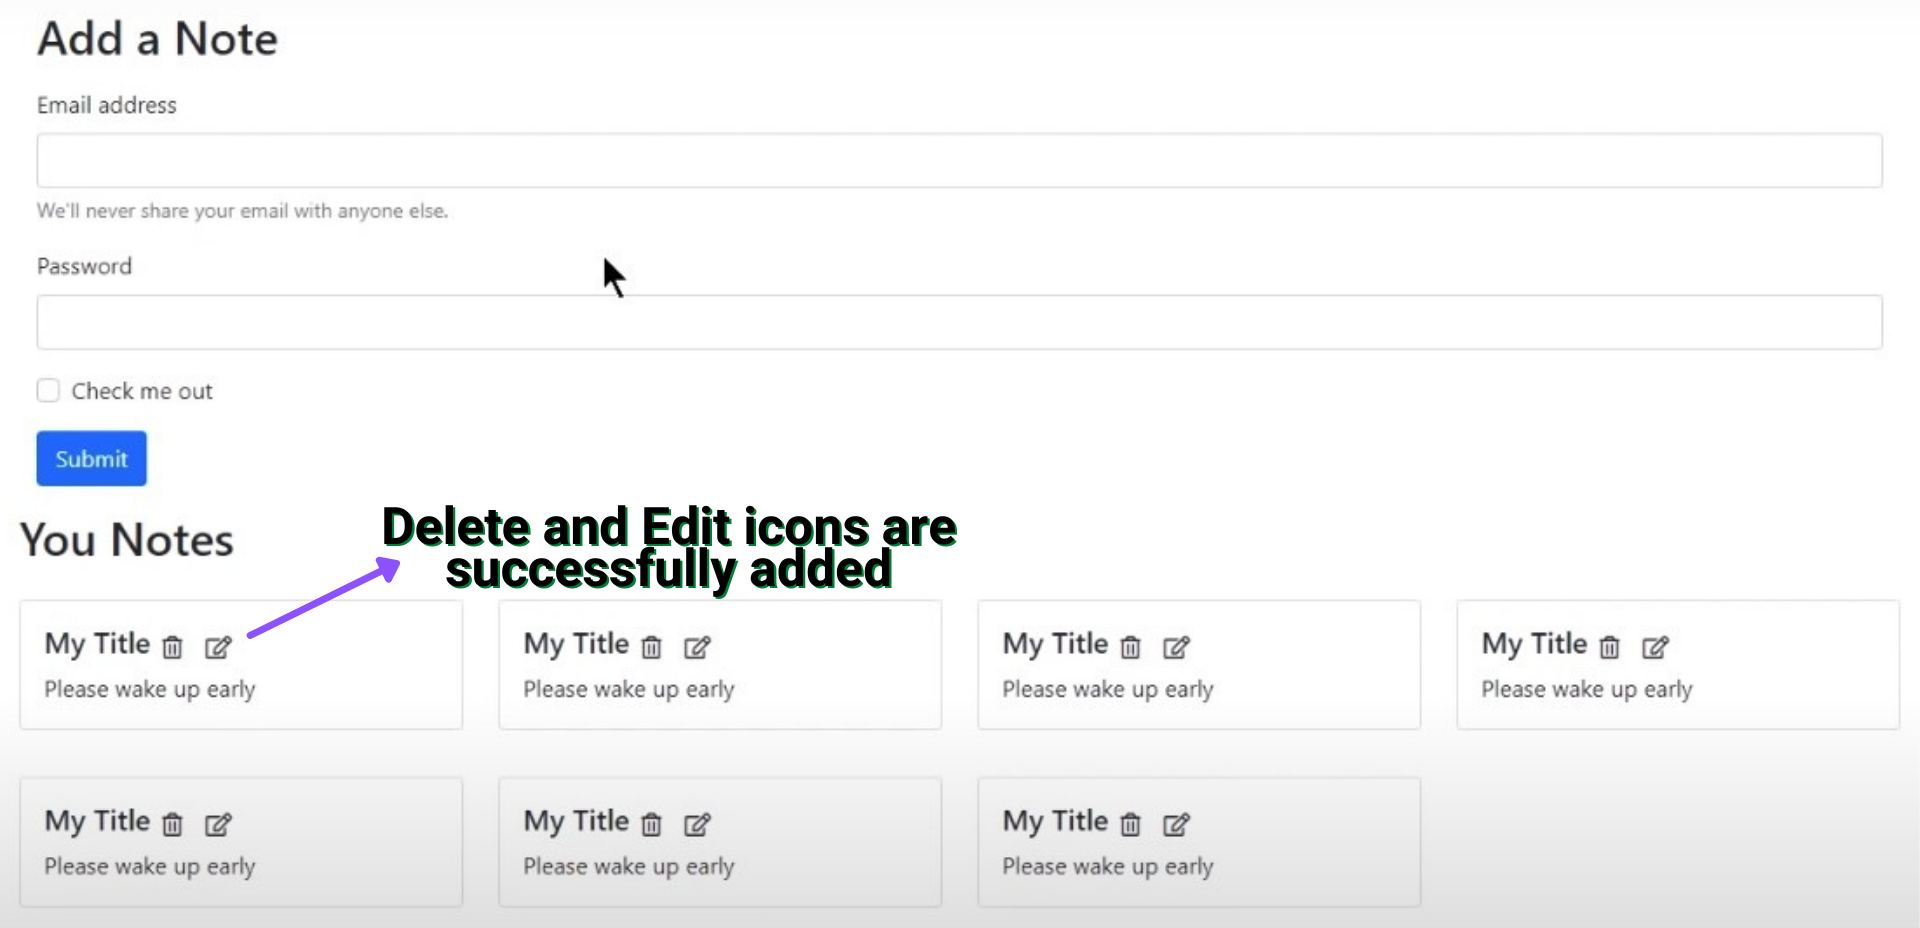 Add a Note
Email address
We'll never share your email with anyone else.
Password
Check me out
Submit
You Notes
Delete and Edit icons are
successfully added
My Title
Please wake up early
My Title
Please wake up early
My Title
Please wake up early
My Title
Please wake up early
My Title
Please wake up early
My Title
Please wake up early
My Title
Please wake up early